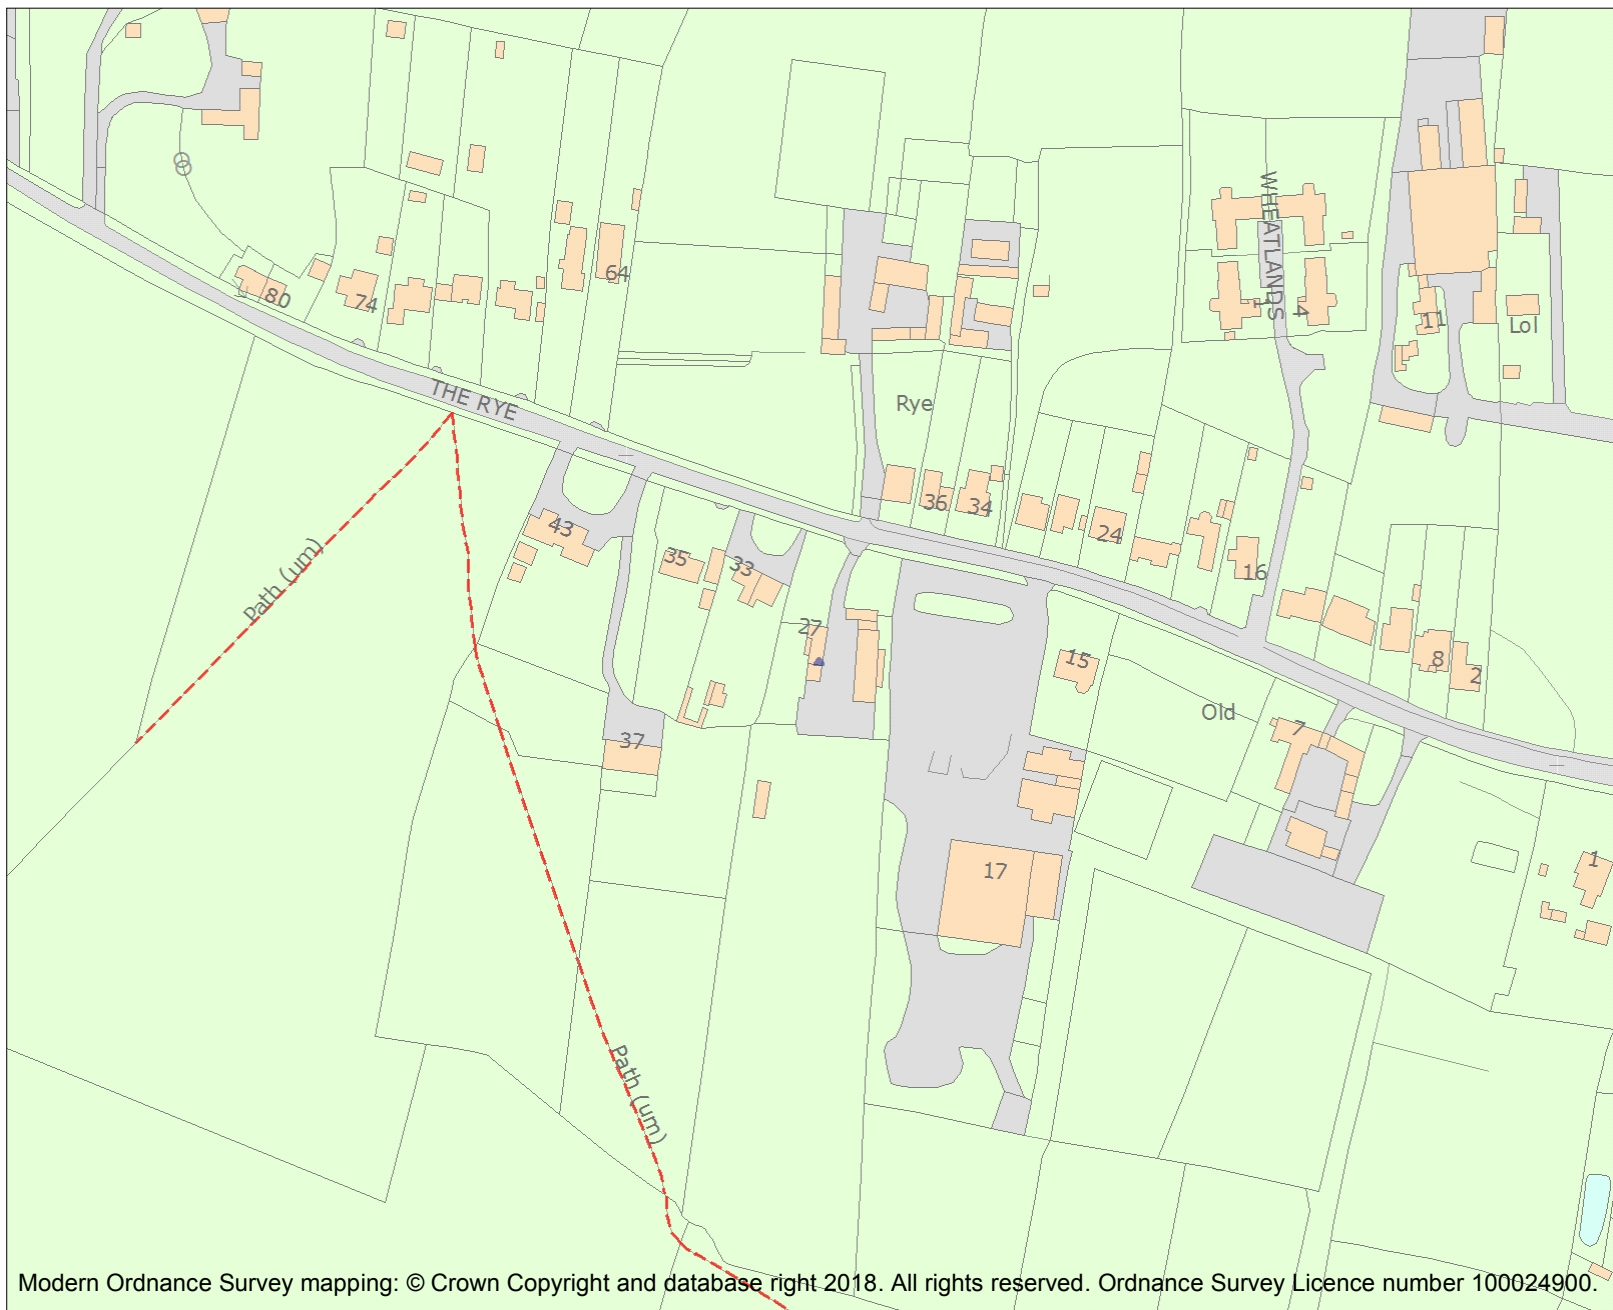 WHEATLANDS
64
80
74
1
4
11
Lol
THE RYE
Rye
36
34
24
43
35
33
16
Path (um)
27
15
8
2
Old
7
37
17
1
Path (um)
Modern Ordnance Survey mapping: © Crown Copyright and database right 2018. All rights reserved. Ordnance Survey Licence number 100024900.